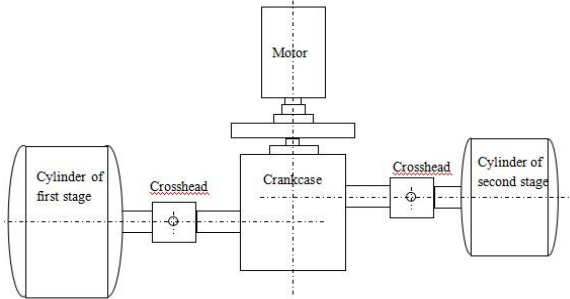 Motor
Cylinder of
first stage
Crosshead
Crankcase
Crosshead
Cylinder of
second stage